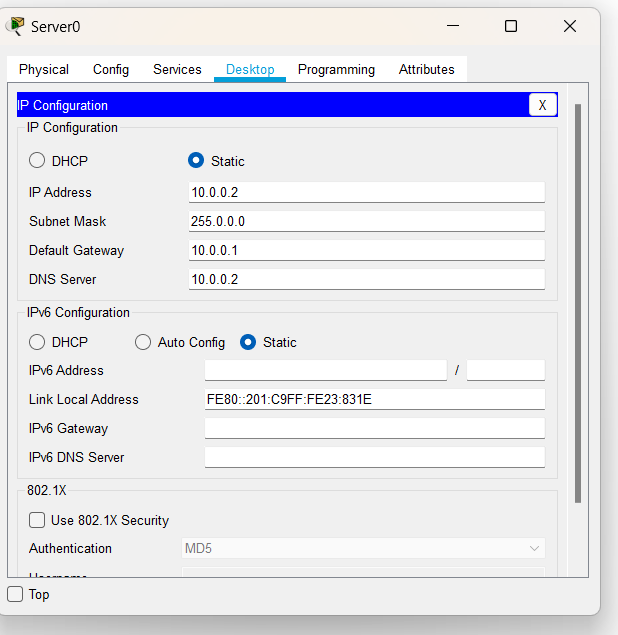 Server0
Physical Config Services Desktop Programming Attributes
IP Configuration X
IP Configuration
DHCP Static
IP Address 10.0.0.2
Subnet Mask 255.0.0.0
Default Gateway 10.0.0.1
DNS Server 10.0.0.2
IPv6 Configuration
DHCP Auto Config Static
IPv6 Address /
Link Local Address FE80::201:C9FF:FE23:831E
IPv6 Gateway
IPv6 DNS Server
802.1X
Use 802.1X Security
Authentication MD5
Top